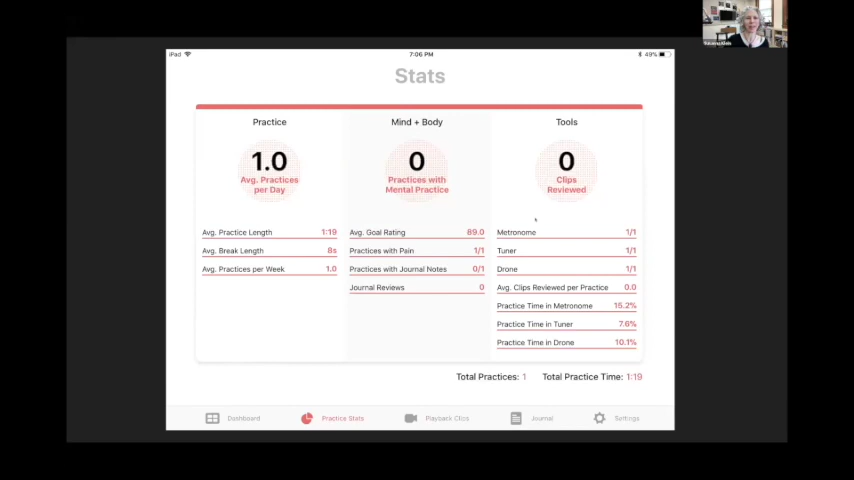 iPad
7:06 PM
49%
Stats
Practice
1.0
Avg. Practices
per Day
Avg. Practice Length 1:19
Avg. Break Length 8s
Avg. Practices per Week 1.0
Mind + Body
0
Practices with
Mental Practice
Avg. Goal Rating 89.0
Practices with Pain 1/1
Practices with Journal Notes 0/1
Journal Reviews 0
Tools
0
Clips
Reviewed
Metronome 1/1
Tuner 1/1
Drone 1/1
Avg. Clips Reviewed per Practice 0.0
Practice Time in Metronome 15.2%
Practice Time in Tuner 7.6%
Practice Time in Drone 10.1%
Total Practices: 1 Total Practice Time: 1:19
Dashboard Practice Stats Playback Clips Journal Settings